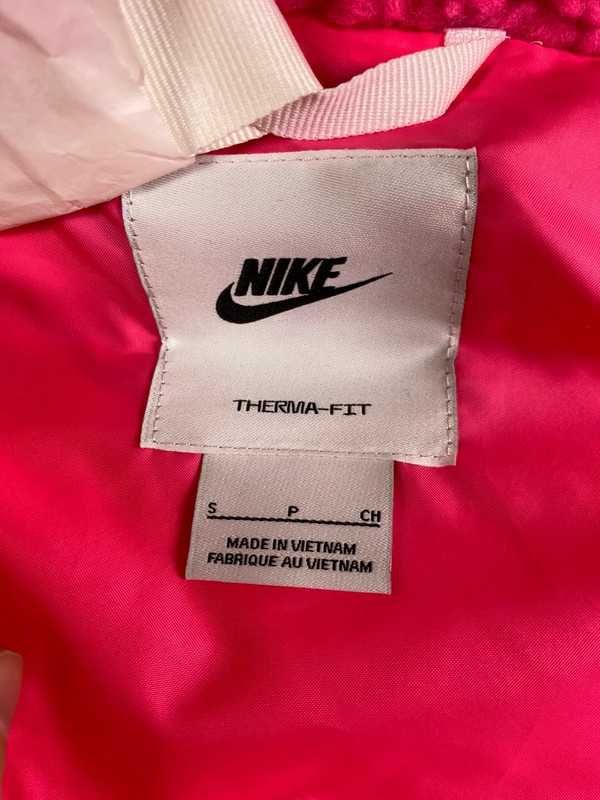 NIKE
THERMA-FIT
S P CH
MADE IN VIETNAM
FABRIQUE AU VIETNAM